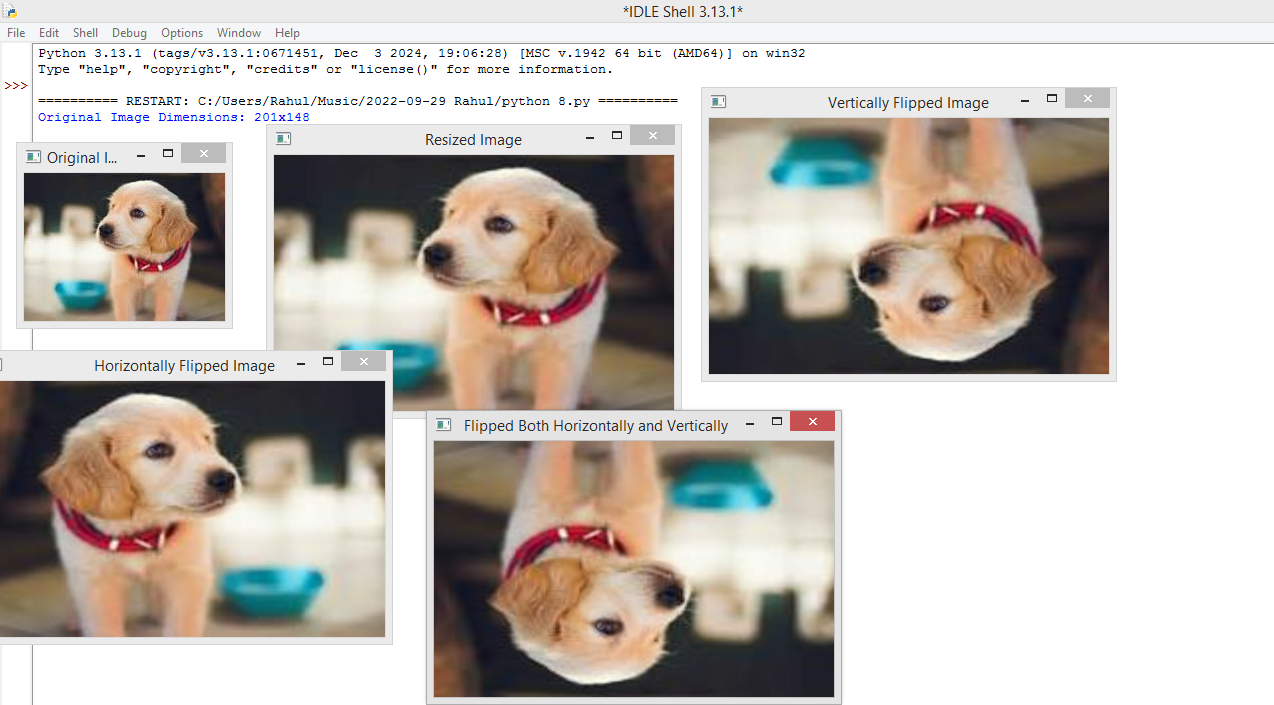 *IDLE Shell 3.13.1*
File Edit Shell Debug Options Window Help
Python 3.13.1 (tags/v3.13.1:0671451, Dec  3 2024, 19:06:28) [MSC v.1942 64 bit (AMD64)] on win32
Type "help", "copyright", "credits" or "license()" for more information.
>>>
========== RESTART: C:/Users/Rahul/Music/2022-09-29 Rahul/python 8.py ==========
Original Image Dimensions: 201x148
Vertically Flipped Image
Resized Image
Original I...
Horizontally Flipped Image
Flipped Both Horizontally and Vertically